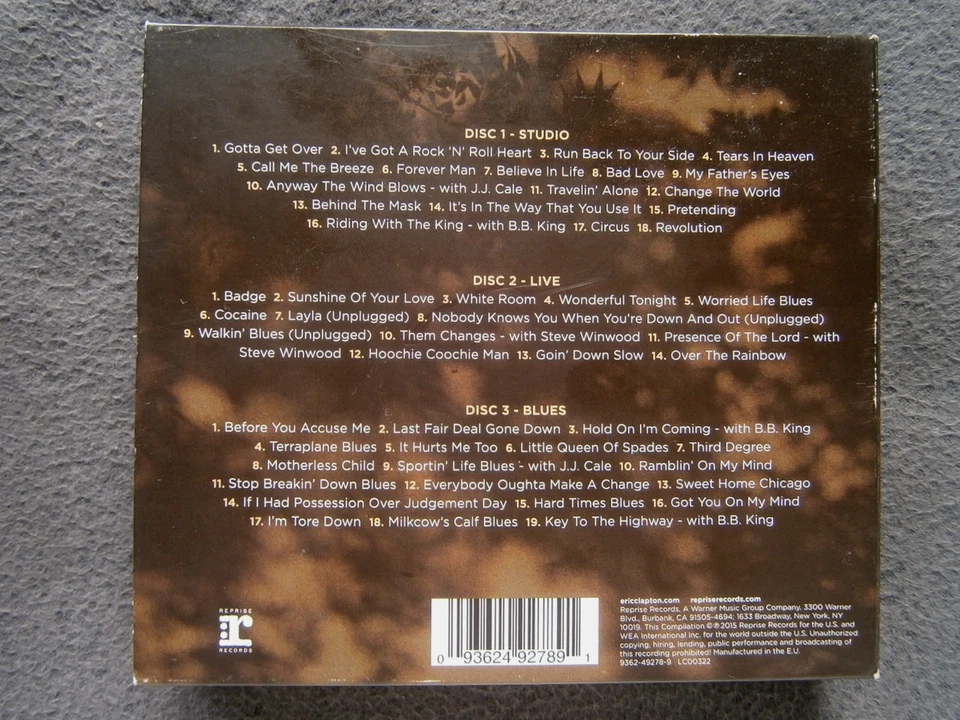 DISC 1 - STUDIO
1. Gotta Get Over 2. I've Got A Rock 'N' Roll Heart 3. Run Back To Your Side 4. Tears In Heaven
5. Call Me The Breeze 6. Forever Man 7. Believe In Life 8. Bad Love 9. My Father's Eyes
10. Anyway The Wind Blows - with J.J. Cale 11. Travelin' Alone 12. Change The World
13. Behind The Mask 14. It's In The Way That You Use It 15. Pretending
16. Riding With The King - with B.B. King 17. Circus 18. Revolution
DISC 2 - LIVE
1. Badge 2. Sunshine Of Your Love 3. White Room 4. Wonderful Tonight 5. Worried Life Blues
6. Cocaine 7. Layla (Unplugged) 8. Nobody Knows You When You're Down And Out (Unplugged)
9. Walkin' Blues (Unplugged) 10. Them Changes - with Steve Winwood 11. Presence Of The Lord - with
Steve Winwood 12. Hoochie Coochie Man 13. Goin' Down Slow 14. Over The Rainbow
DISC 3 - BLUES
1. Before You Accuse Me 2. Last Fair Deal Gone Down 3. Hold On I'm Coming - with B.B. King
4. Terraplane Blues 5. It Hurts Me Too 6. Little Queen Of Spades 7. Third Degree
8. Motherless Child 9. Sportin' Life Blues - with J.J. Cale 10. Ramblin' On My Mind
11. Stop Breakin' Down Blues 12. Everybody Oughta Make A Change 13. Sweet Home Chicago
14. If I Had Possession Over Judgement Day 15. Hard Times Blues 16. Got You On My Mind
17. I'm Tore Down 18. Milkcow's Calf Blues 19. Key To The Highway - with B.B. King
REPRISE
:r
RECORDS
0 93624 92789 1
ericclapton.com repriserecords.com
Reprise Records, A Warner Music Group Company, 3300 Warner
Blvd., Burbank, CA 91505-4694; 1633 Broadway, New York, NY
10019. This Compilation ©℗2015 Reprise Records for the U.S. and
WEA International Inc. for the world outside the U.S. Unauthorized
copying, hiring, lending, public performance and broadcasting of
this recording prohibited! Manufactured in the E.U.
9362-49278-9 LC00322